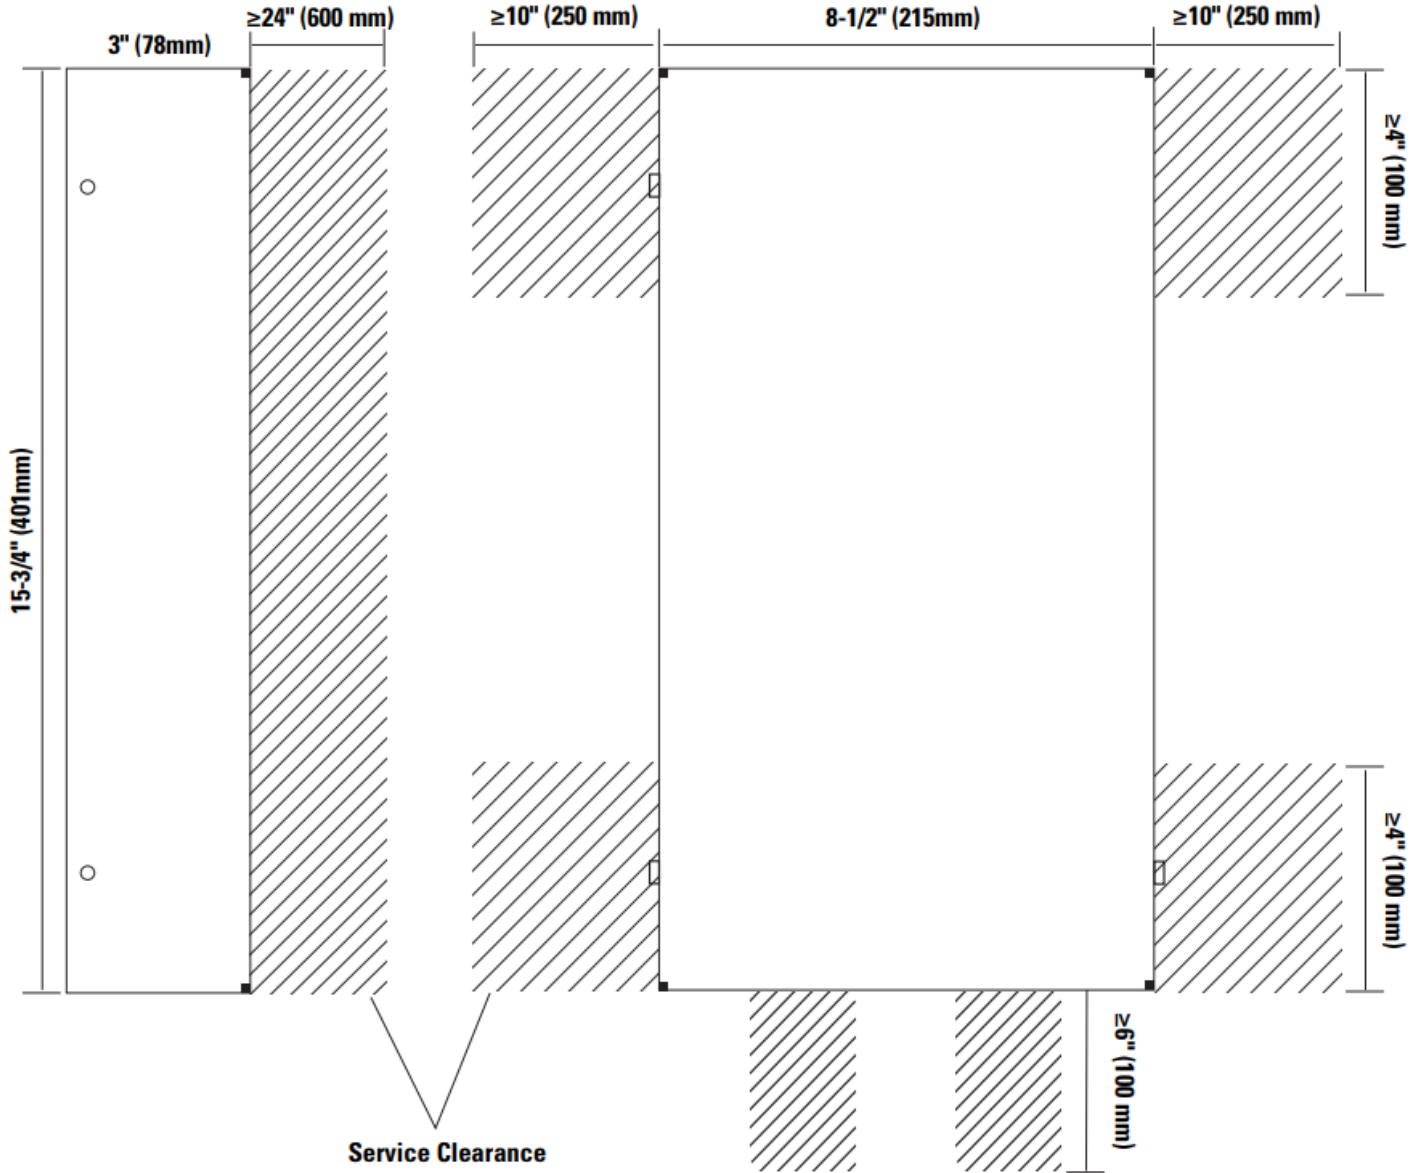 ≥24" (600 mm)
≥10" (250 mm)
8-1/2" (215mm)
≥10" (250 mm)
3" (78mm)
≥4" (100 mm)
15-3/4" (401mm)
≥4" (100 mm)
≥6" (100 mm)
Service Clearance